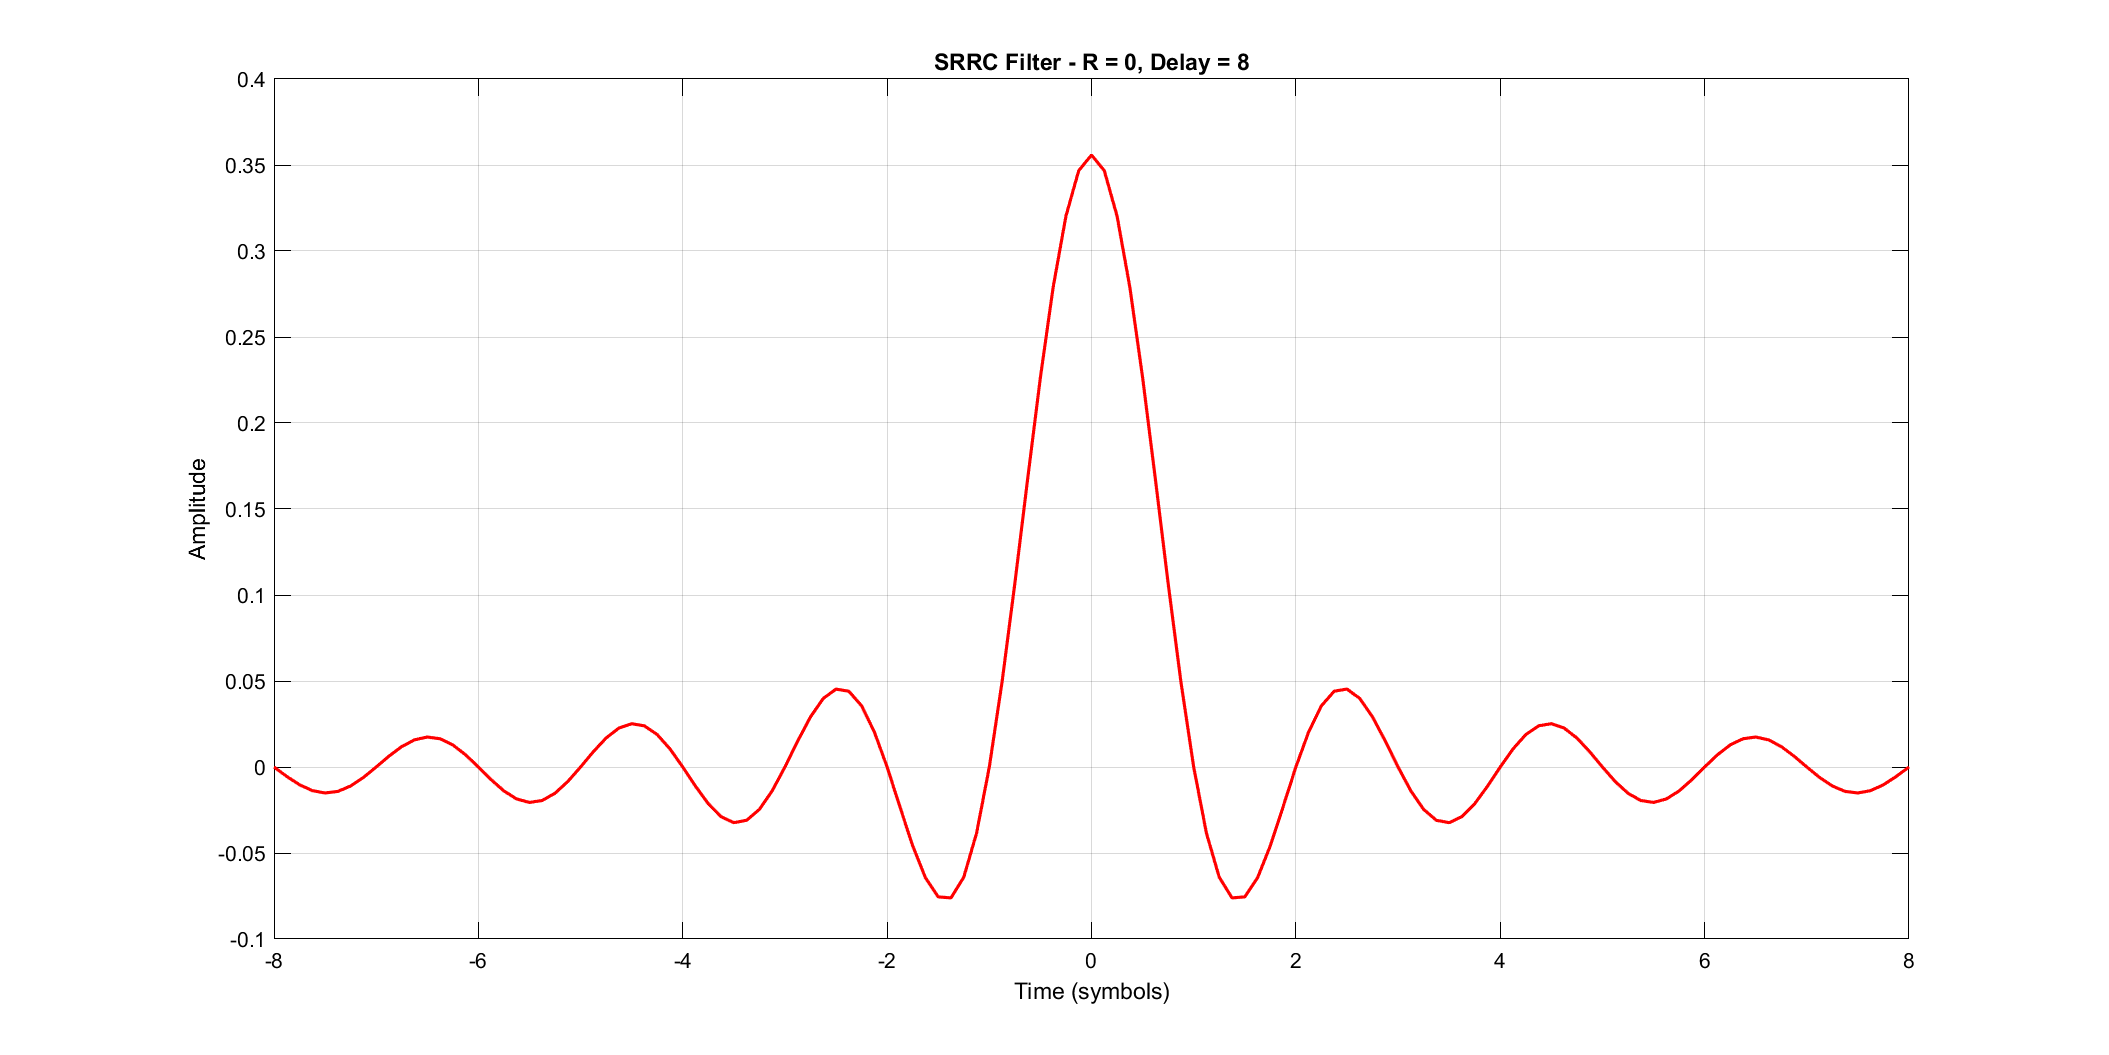 SRRC Filter - R = 0, Delay = 8
0.4
0.35
0.3
0.25
0.2
0.15
0.1
0.05
0
-0.05
-0.1
Amplitude
-8 -6 -4 -2 0 2 4 6 8
Time (symbols)